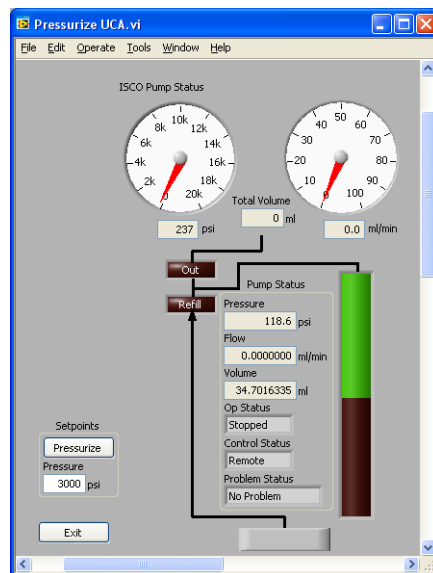 Pressurize UCA.vi
File Edit Operate Tools Window Help
ISCO Pump Status
0 2k 4k 6k 8k 10k 12k 14k 16k 18k 20k
0 10 20 30 40 50 60 70 80 90 100
237 psi
Total Volume
0 ml
0.0 ml/min
Out
Refill
Pump Status
Pressure
118.6 psi
Flow
0.0000000 ml/min
Volume
34.7016335 ml
Op Status
Stopped
Control Status
Remote
Problem Status
No Problem
Setpoints
Pressurize
Pressure
3000 psi
Exit